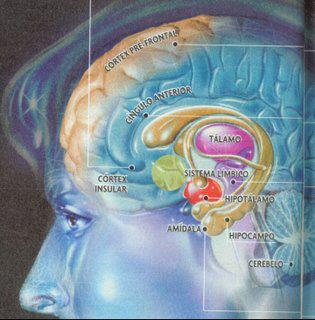 CÓRTEX PRÉ-FRONTAL
CÍNGULO ANTERIOR
TÁLAMO
SISTEMA LÍMBICO
CÓRTEX
INSULAR
HIPOTÁLAMO
AMÍDALA
HIPOCAMPO
CEREBELO